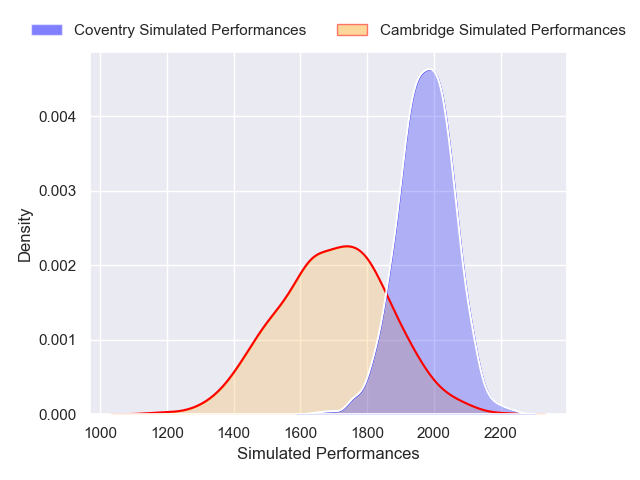 Coventry Simulated Performances Cambridge Simulated Performances
0.004
0.003
0.002
0.001
0.000
Density
1000 1200 1400 1600 1800 2000 2200
Simulated Performances